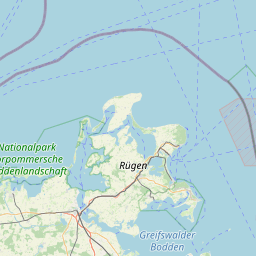 Nationalpark
orpommersche
ddenlandschaft
Rügen
Greifswalder
Bodden